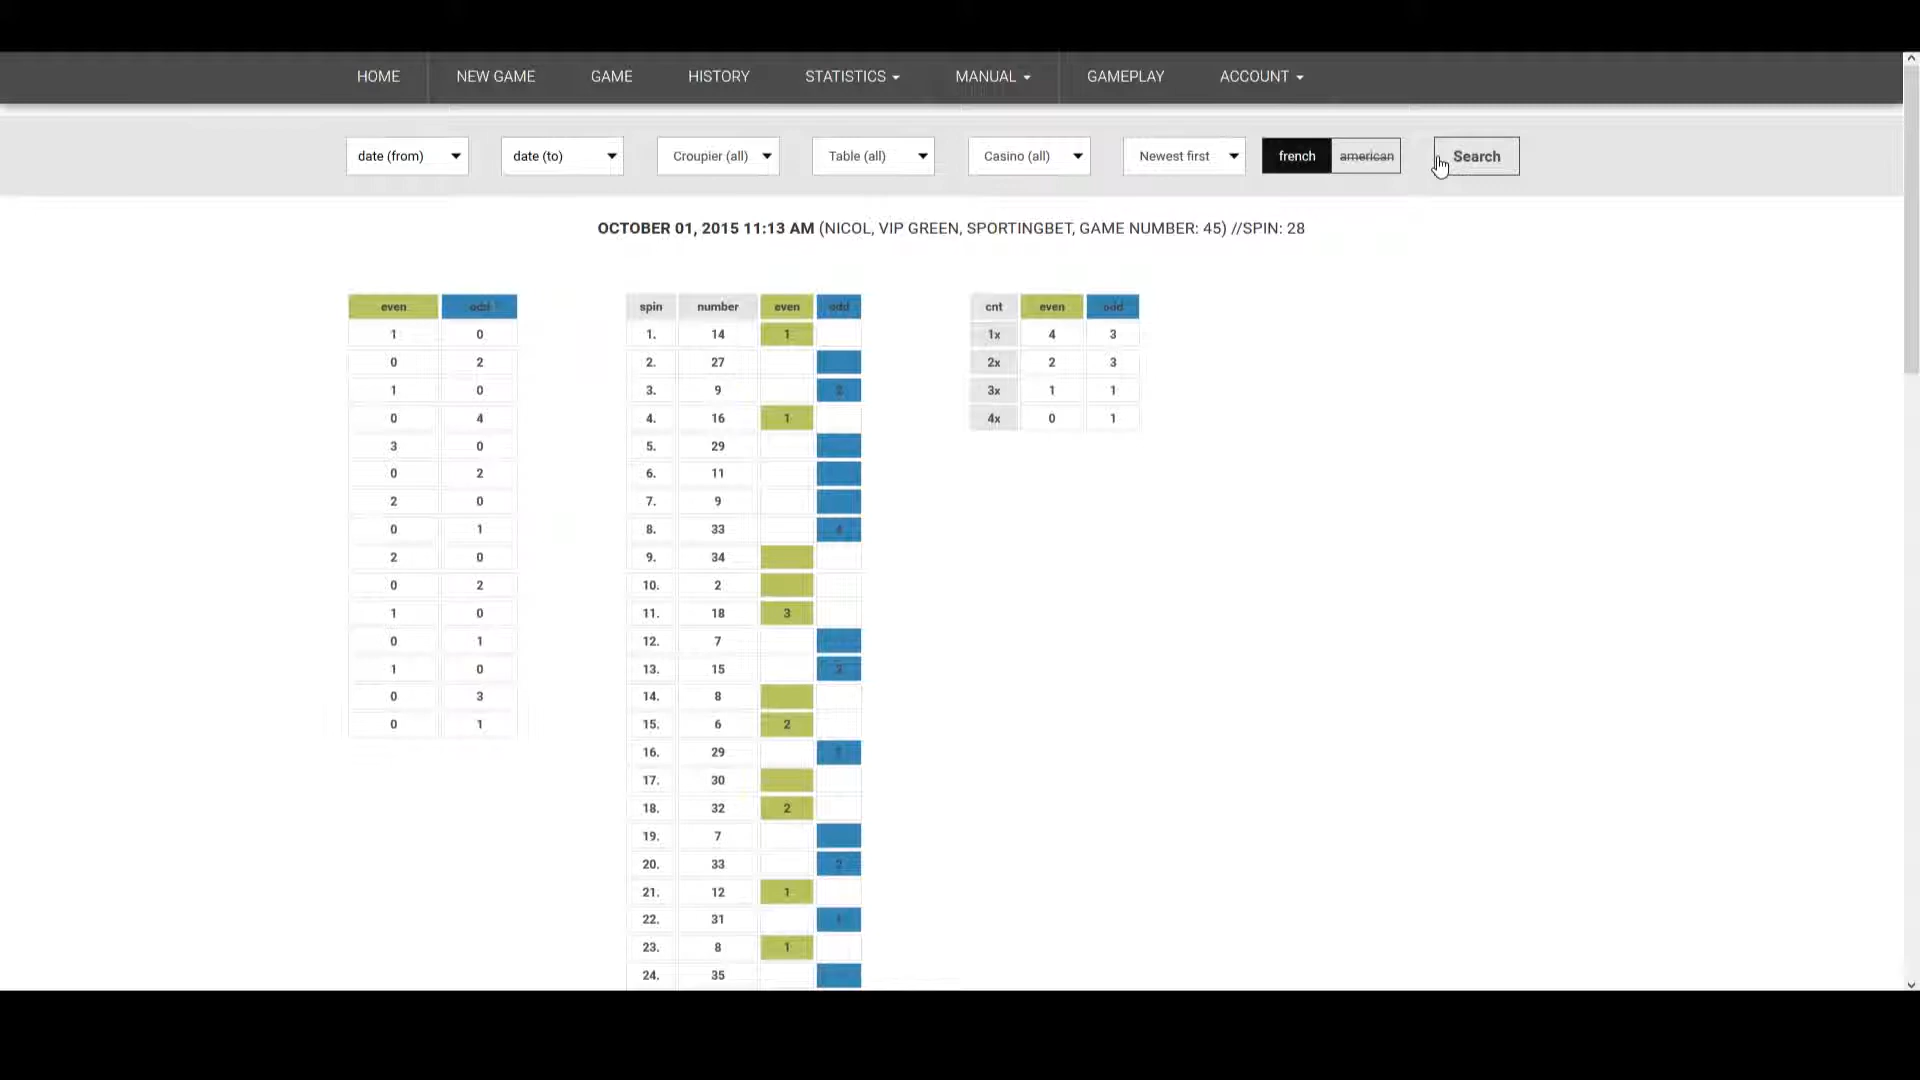 HOME NEW GAME GAME HISTORY STATISTICS MANUAL GAMEPLAY ACCOUNT
date (from) date (to) Croupier (all) Table (all) Casino (all) Newest first french american Search
OCTOBER 01, 2015 11:13 AM (NICOL, VIP GREEN, SPORTINGBET, GAME NUMBER: 45) //SPIN: 28
even odd
1 0
0 2
1 0
0 4
3 0
0 2
2 0
0 1
2 0
0 2
1 0
0 1
1 0
0 3
0 1
spin number even odd
1. 14 1
2. 27
3. 9 2
4. 16 1
5. 29
6. 11
7. 9
8. 33 4
9. 34
10. 2
11. 18 3
12. 7
13. 15 2
14. 8
15. 6 2
16. 29
17. 30
18. 32 2
19. 7
20. 33 2
21. 12 1
22. 31 1
23. 8 1
24. 35
cnt even odd
1x 4 3
2x 2 3
3x 1 1
4x 0 1